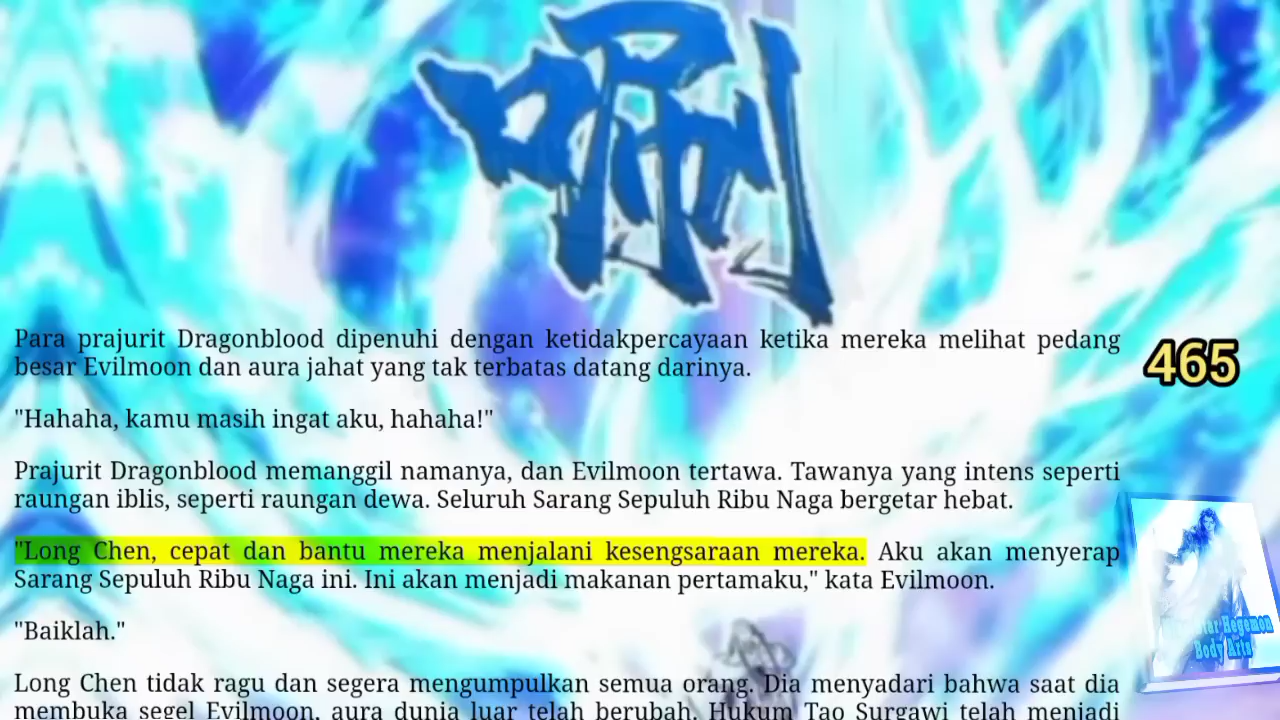 Para prajurit Dragonblood dipenuhi dengan ketidakpercayaan ketika mereka melihat pedang
besar Evilmoon dan aura jahat yang tak terbatas datang darinya.
465
"Hahaha, kamu masih ingat aku, hahaha!"
Prajurit Dragonblood memanggil namanya, dan Evilmoon tertawa. Tawanya yang intens seperti
raungan iblis, seperti raungan dewa. Seluruh Sarang Sepuluh Ribu Naga bergetar hebat.
"Long Chen, cepat dan bantu mereka menjalani kesengsaraan mereka. Aku akan menyerap
Sarang Sepuluh Ribu Naga ini. Ini akan menjadi makanan pertamaku," kata Evilmoon.
"Baiklah."
Hegemon
Body Arts
Long Chen tidak ragu dan segera mengumpulkan semua orang. Dia menyadari bahwa saat dia
membuka segel Evilmoon, aura dunia luar telah berubah. Hukum Tao Surgawi telah menjadi